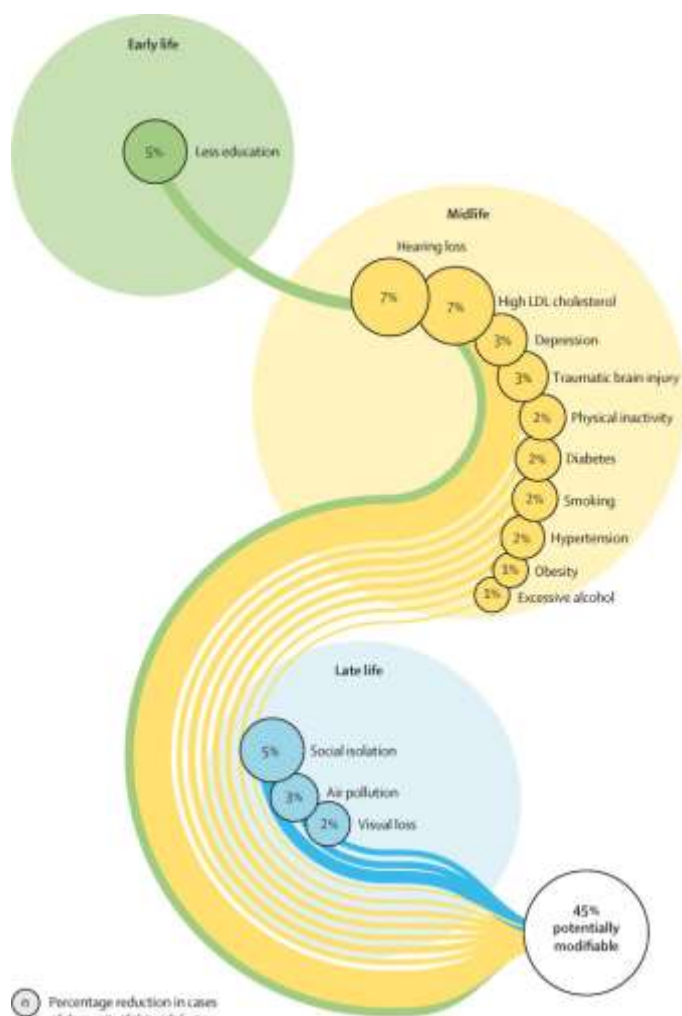 Early life
5%
Less education
Midlife
Hearing loss
7%
7%
High LDL cholesterol
3%
Depression
3%
Traumatic brain injury
2%
Physical inactivity
2%
Diabetes
2%
Smoking
2%
Hypertension
1%
Obesity
1%
Excessive alcohol
Late life
5%
Social isolation
3%
Air pollution
2%
Visual loss
45%
potentially
modifiable
Percentage reduction in cases